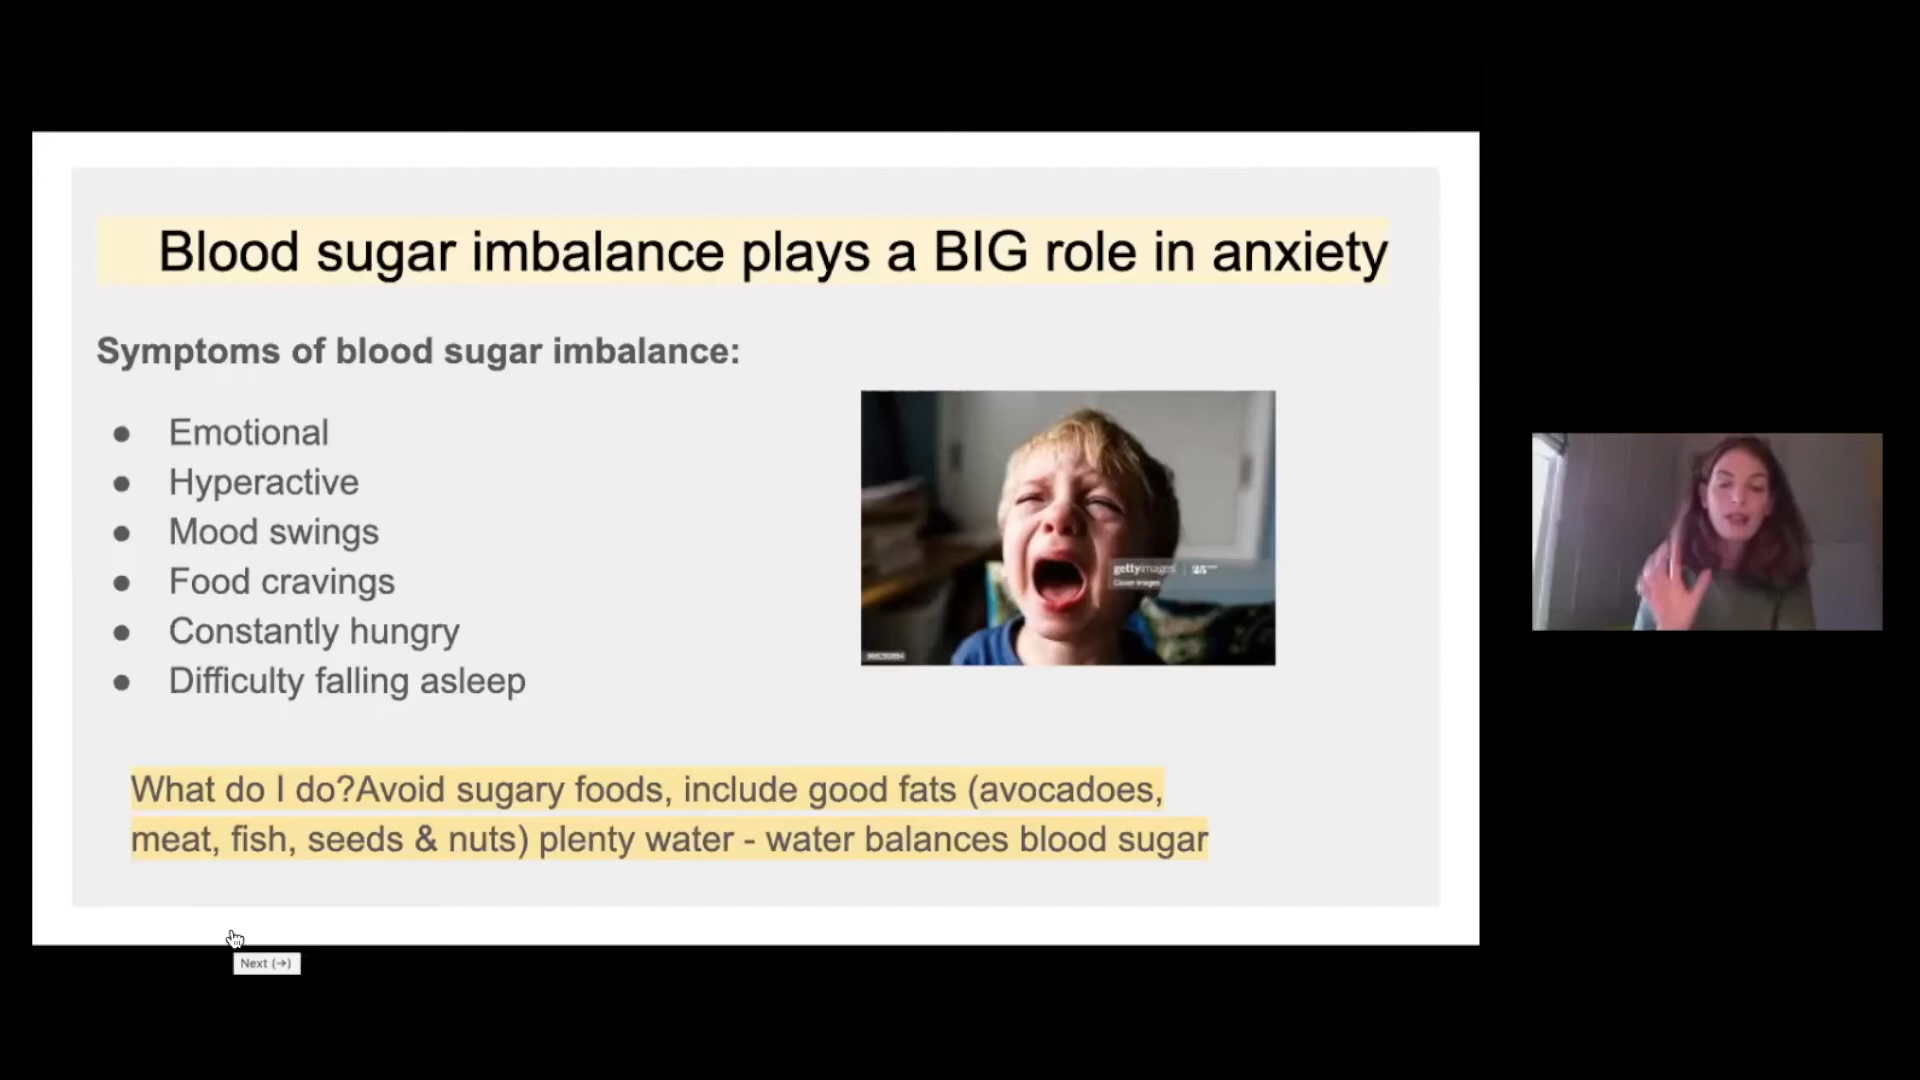 Blood sugar imbalance plays a BIG role in anxiety
Symptoms of blood sugar imbalance:
● Emotional
● Hyperactive
● Mood swings
● Food cravings
● Constantly hungry
● Difficulty falling asleep
gettyimages
What do I do?Avoid sugary foods, include good fats (avocadoes,
meat, fish, seeds & nuts) plenty water - water balances blood sugar
Next (→)